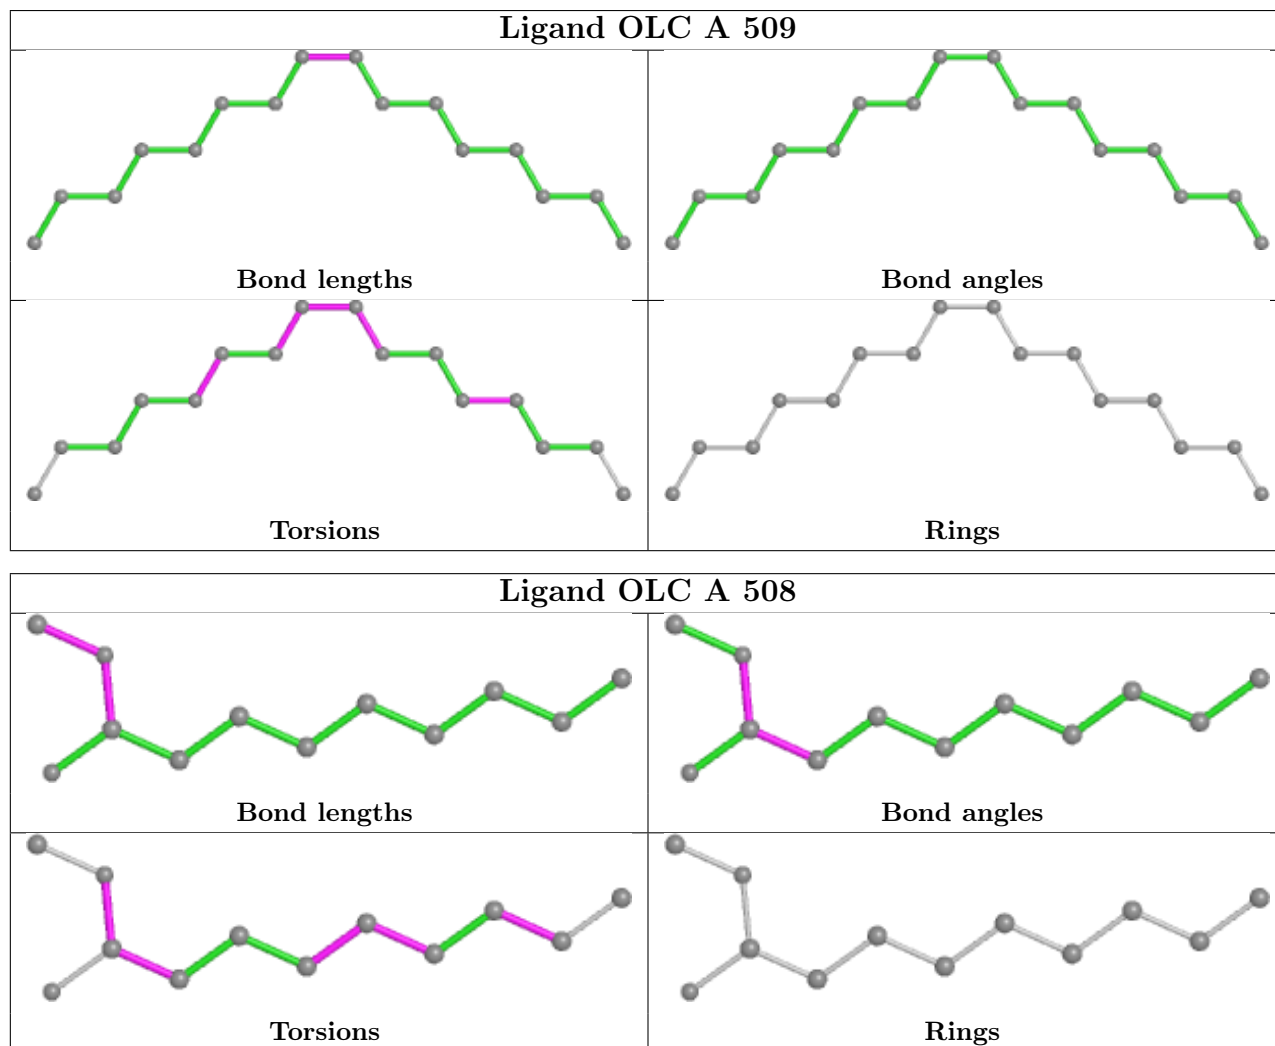 Ligand OLC A 509
Bond lengths
Bond angles
Torsions
Rings
Ligand OLC A 508
Bond lengths
Bond angles
Torsions
Rings